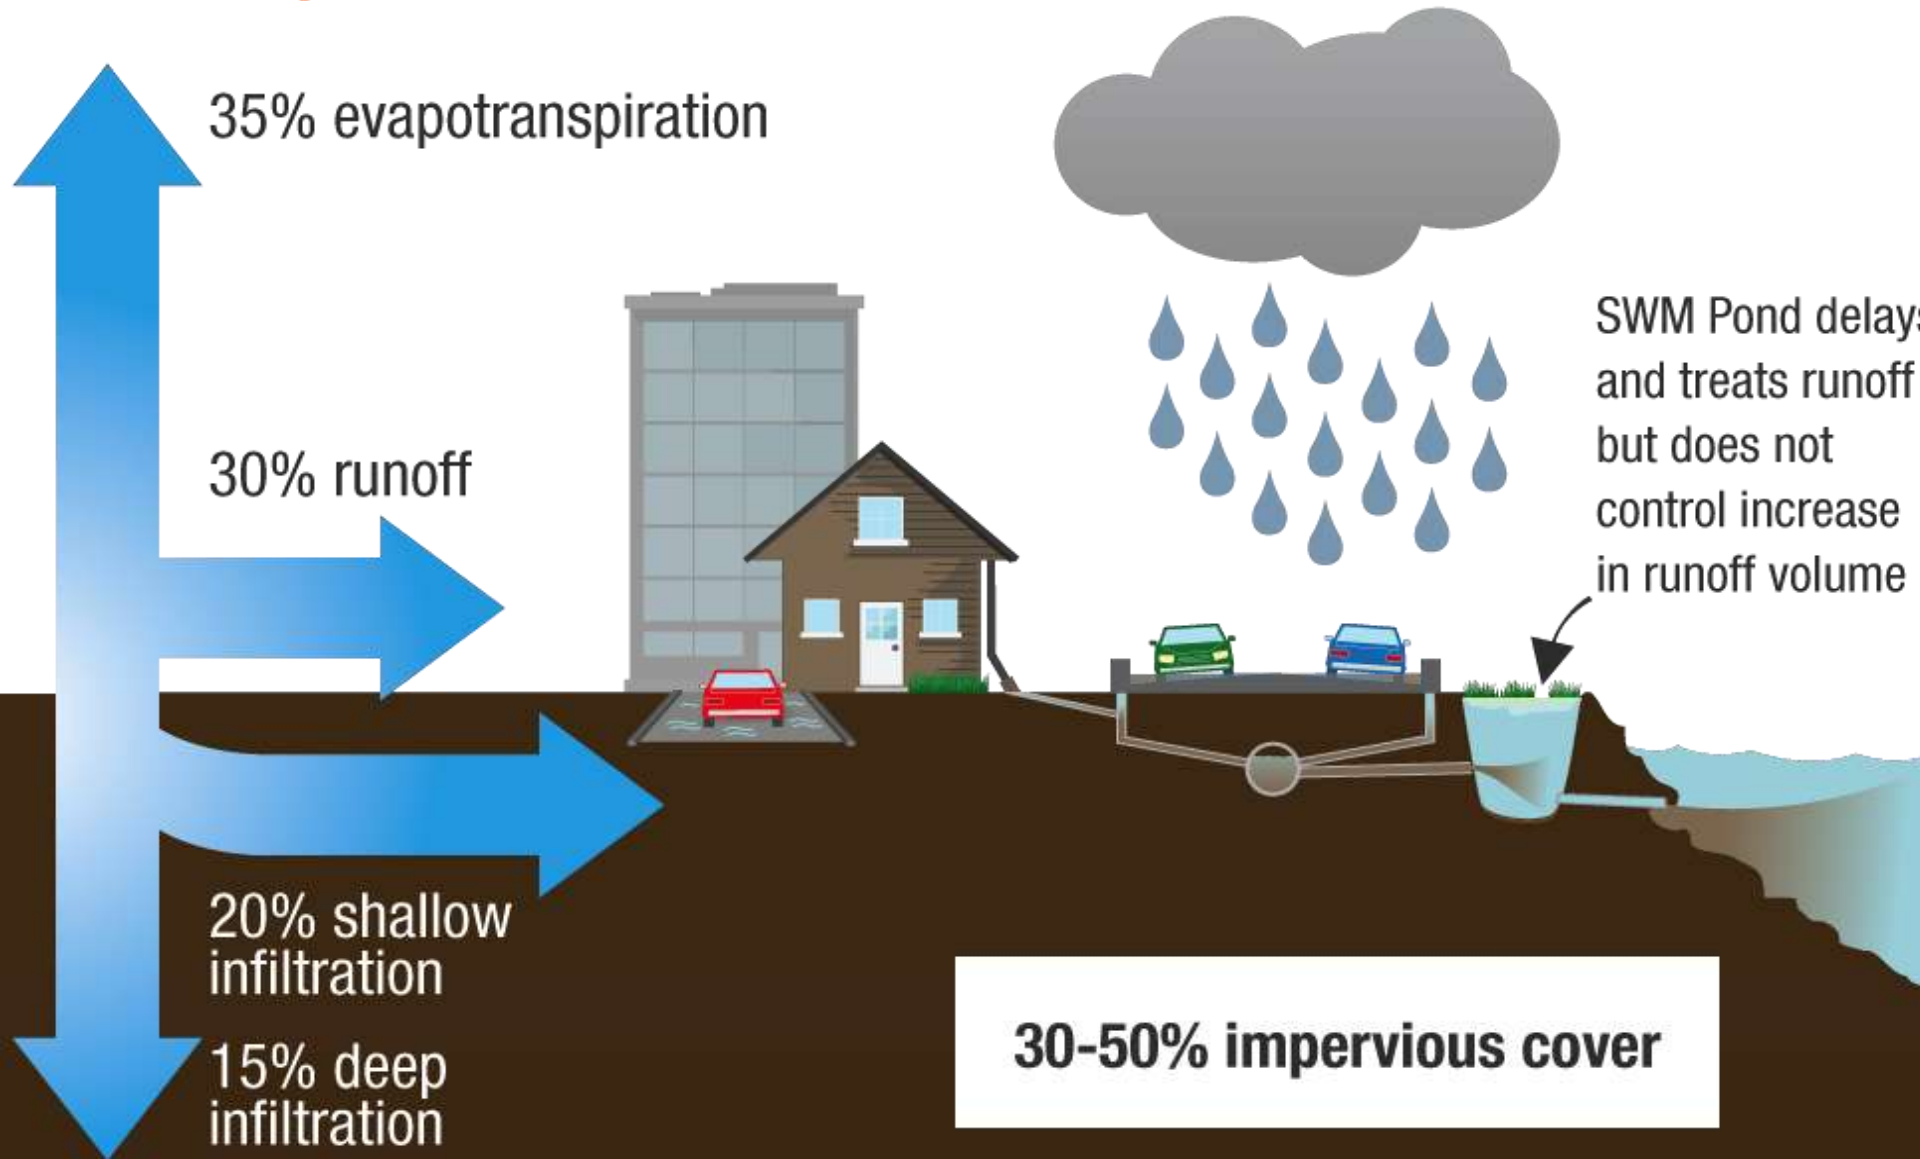 35% evapotranspiration
30% runoff
SWM Pond delays
and treats runoff
but does not
control increase
in runoff volume
20% shallow
infiltration
15% deep
infiltration
30-50% impervious cover